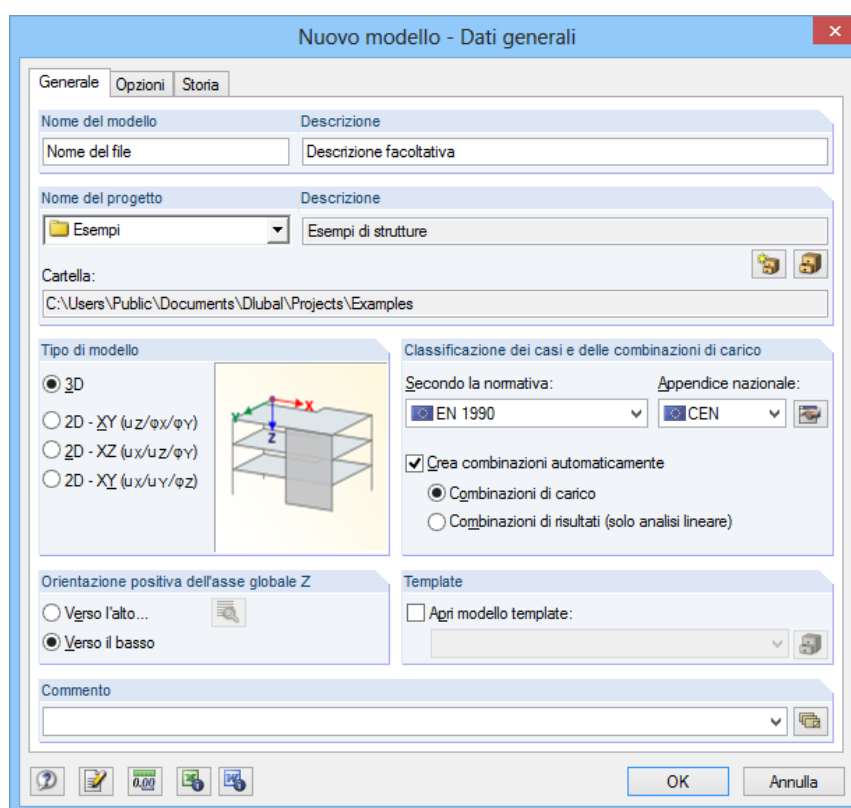 Nuovo modello - Dati generali
Generale Opzioni Storia
Nome del modello Descrizione
Nome del file Descrizione facoltativa
Nome del progetto Descrizione
Esempi Esempi di strutture
Cartella:
C:\Users\Public\Documents\Dlubal\Projects\Examples
Tipo di modello
3D
2D - XY (uZ/φX/φY)
2D - XZ (uX/uZ/φY)
2D - XY (uX/uY/φZ)
X
Y
Z
Classificazione dei casi e delle combinazioni di carico
Secondo la normativa: Appendice nazionale:
EN 1990 CEN
Crea combinazioni automaticamente
Combinazioni di carico
Combinazioni di risultati (solo analisi lineare)
Orientazione positiva dell'asse globale Z
Verso l'alto...
Verso il basso
Template
Apri modello template:
Commento
0.00
OK Annulla